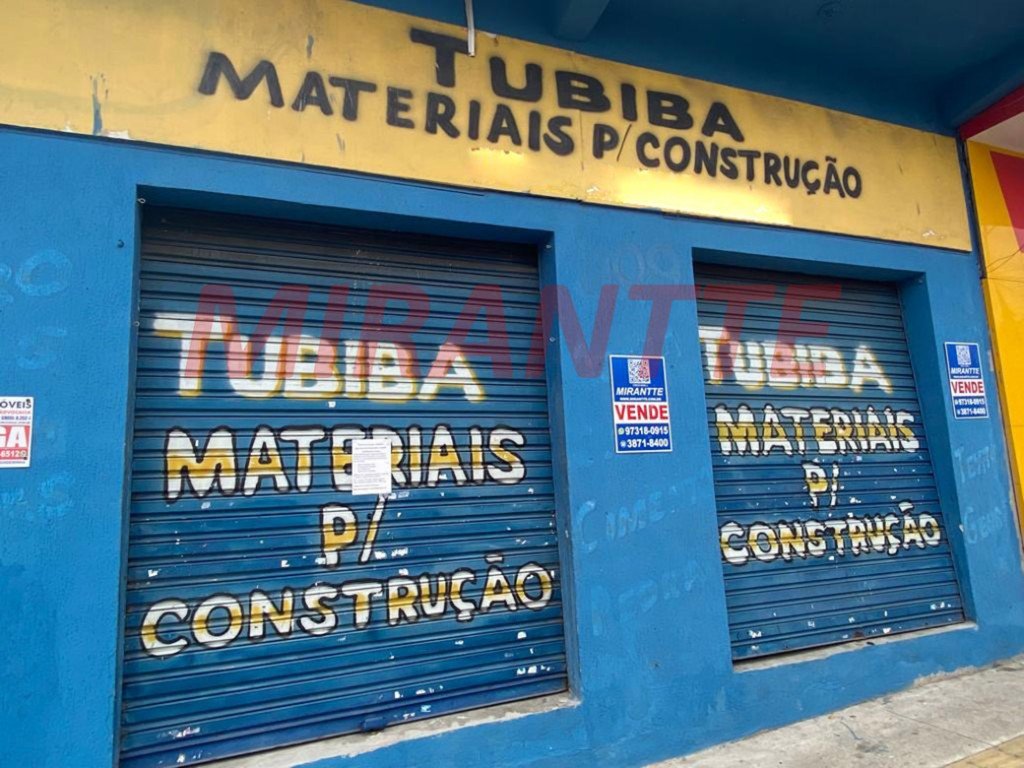 TUBIBA
MATERIAIS P/ CONSTRUÇÃO
MIRANTTE
TUBIBA
MATERIAIS
P/
CONSTRUÇÃO
MIRANTTE
VENDE
97318-0915
3871-8400
TUBIBA
MATERIAIS
P/
CONSTRUÇÃO
MIRANTTE
VENDE
97318-0915
3871-8400
ÓVEIS
GA